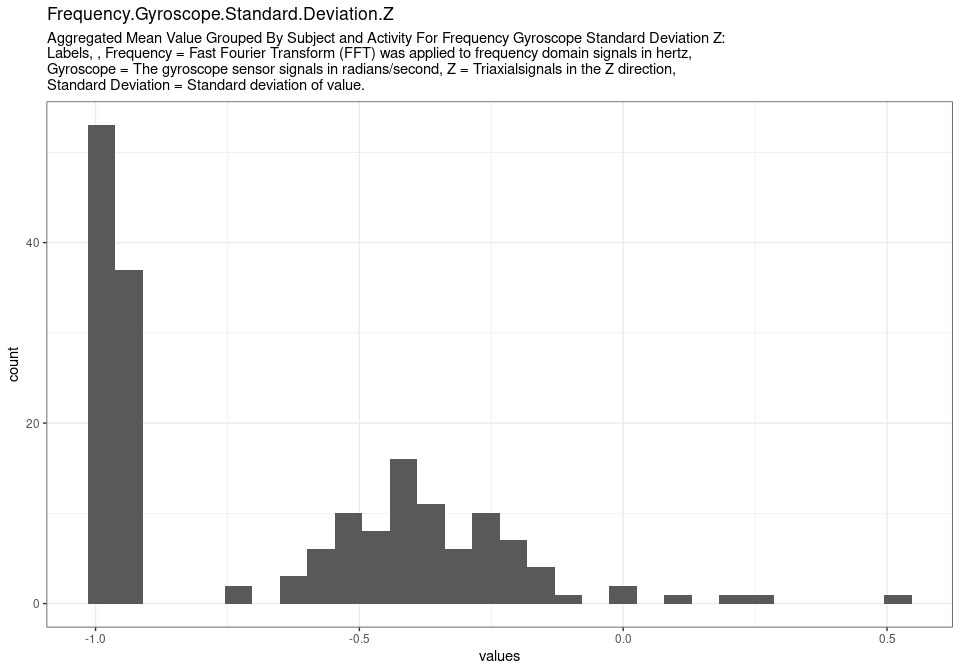 Frequency.Gyroscope.Standard.Deviation.Z
Aggregated Mean Value Grouped By Subject and Activity For Frequency Gyroscope Standard Deviation Z:
Labels, , Frequency = Fast Fourier Transform (FFT) was applied to frequency domain signals in hertz,
Gyroscope = The gyroscope sensor signals in radians/second, Z = Triaxialsignals in the Z direction,
Standard Deviation = Standard deviation of value.
count
40
20
0
-1.0
-0.5
0.0
0.5
values